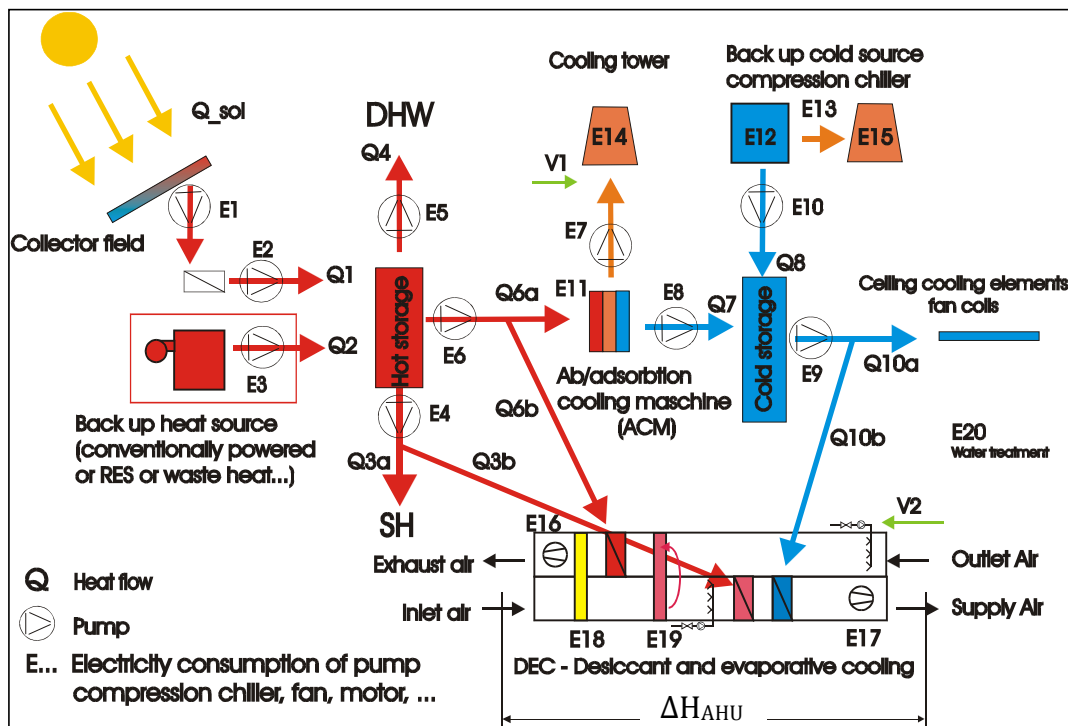 Q_sol
Collector field
E1
E2
Q1
E3
Q2
Back up heat source
(conventionally powered
or RES or waste heat...)
DHW
Q4
E5
Hot storage
E6
E4
Q3a
Q3b
SH
Q6a
Q6b
Cooling tower
E14
V1
E7
E11
E8
Q7
Ab/adsorbtion
cooling maschine
(ACM)
Back up cold source
compression chiller
E12
E13
E15
E10
Q8
Cold storage
E9
Q10a
Q10b
Ceiling cooling elements
fan coils
E20
Water treatment
V2
E16
Exhaust air
Outlet Air
Inlet air
Supply Air
E18
E19
E17
DEC - Desiccant and evaporative cooling
ΔHAHU
Q Heat flow
Pump
E... Electricity consumption of pump
compression chiller, fan, motor, ...